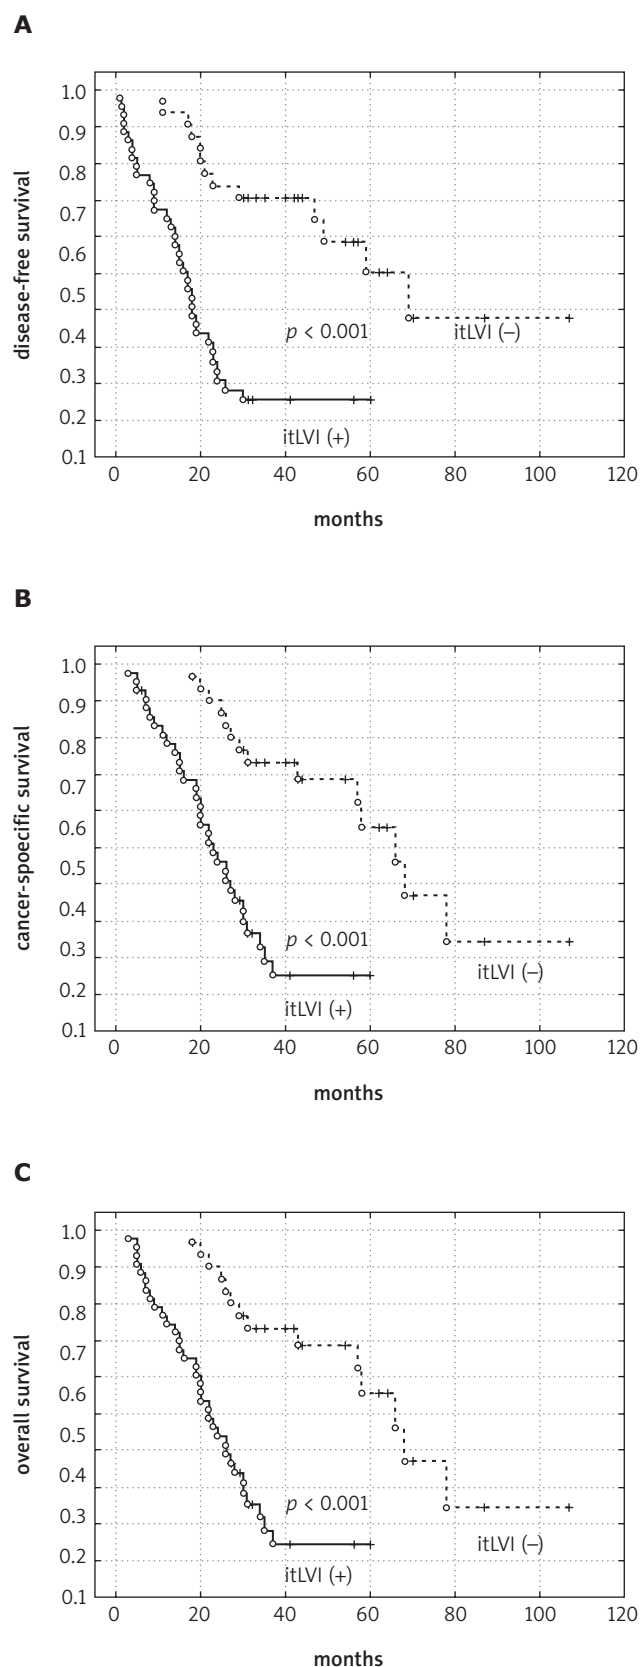 A
1.0
0.9
0.8
0.7
0.6
0.5
0.4
0.3
0.2
0.1
disease-free survival
p < 0.001
itLVI (–)
itLVI (+)
0 20 40 60 80 100 120
months
B
1.0
0.9
0.8
0.7
0.6
0.5
0.4
0.3
0.2
0.1
cancer-spoecific survival
p < 0.001
itLVI (–)
itLVI (+)
0 20 40 60 80 100 120
months
C
1.0
0.9
0.8
0.7
0.6
0.5
0.4
0.3
0.2
0.1
overall survival
p < 0.001
itLVI (–)
itLVI (+)
0 20 40 60 80 100 120
months